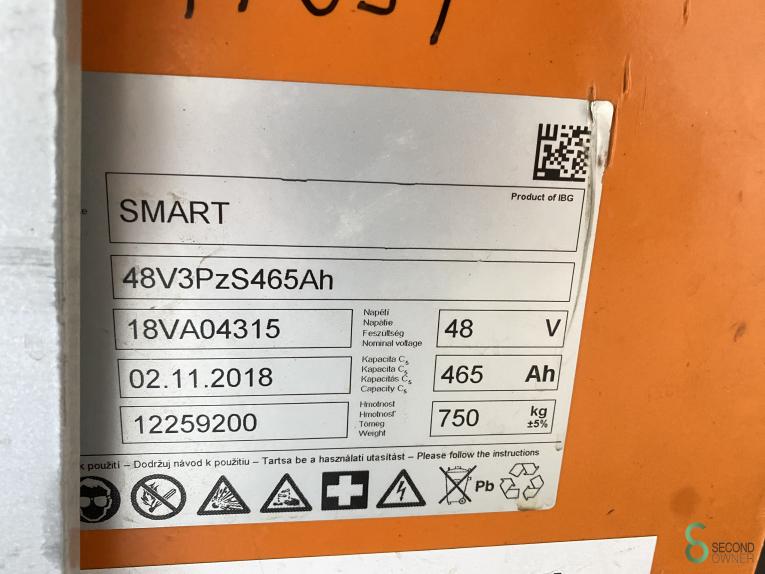 Product of IBG
SMART
48V3PzS465Ah
18VA04315
Napětí
Napätie
Feszültség
Nominal voltage
48 V
02.11.2018
Kapacita C5
Kapacita C5
Kapacitás C5
Capacity C5
465 Ah
12259200
Hmotnost
Hmotnosť
Tömeg
Weight
750 kg
±5%
k použití – Dodržuj návod k použitiu – Tartsa be a használati utasítást – Please follow the instructions
Pb
SECOND
OWNER